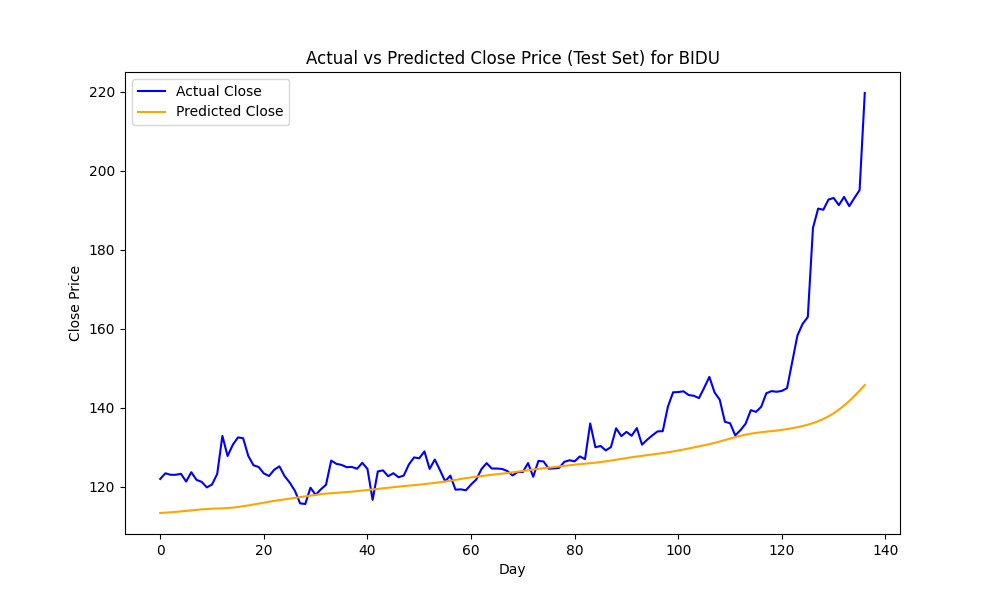 Actual vs Predicted Close Price (Test Set) for BIDU
Actual Close
Predicted Close
220
200
180
160
140
120
Close Price
0 20 40 60 80 100 120 140
Day